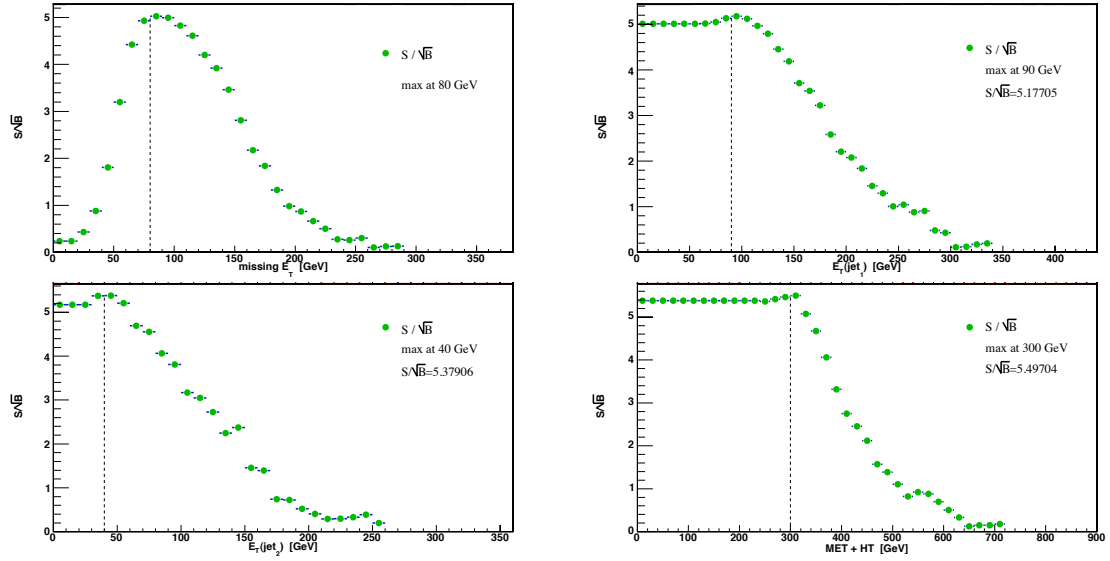 S/√B
5
4
3
2
1
0
0 50 100 150 200 250 300 350
missing E_T [GeV]
S / √B
max at 80 GeV
S/√B
5
4
3
2
1
0
0 50 100 150 200 250 300 350 400
E_T(jet_1) [GeV]
S / √B
max at 90 GeV
S/√B=5.17705
S/√B
5
4
3
2
1
0
0 50 100 150 200 250 300 350
E_T(jet_2) [GeV]
S / √B
max at 40 GeV
S/√B=5.37906
S/√B
5
4
3
2
1
0
0 100 200 300 400 500 600 700 800 900
MET + HT [GeV]
S / √B
max at 300 GeV
S/√B=5.49704